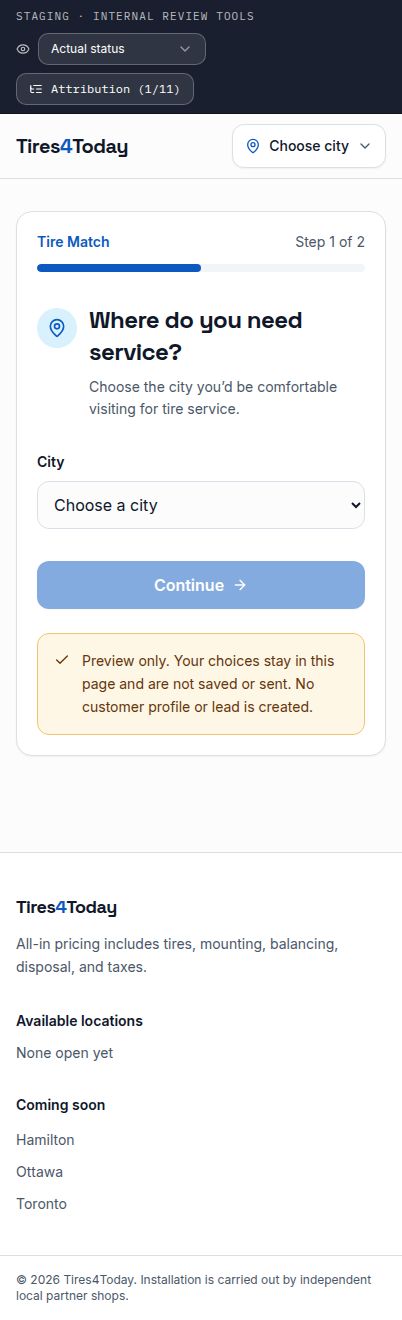 STAGING · INTERNAL REVIEW TOOLS
Actual status
Attribution (1/11)
Tires4Today
Choose city
Tire Match
Step 1 of 2
Where do you need
service?
Choose the city you’d be comfortable
visiting for tire service.
City
Choose a city
Continue →
Preview only. Your choices stay in this
page and are not saved or sent. No
customer profile or lead is created.
Tires4Today
All-in pricing includes tires, mounting, balancing,
disposal, and taxes.
Available locations
None open yet
Coming soon
Hamilton
Ottawa
Toronto
© 2026 Tires4Today. Installation is carried out by independent
local partner shops.